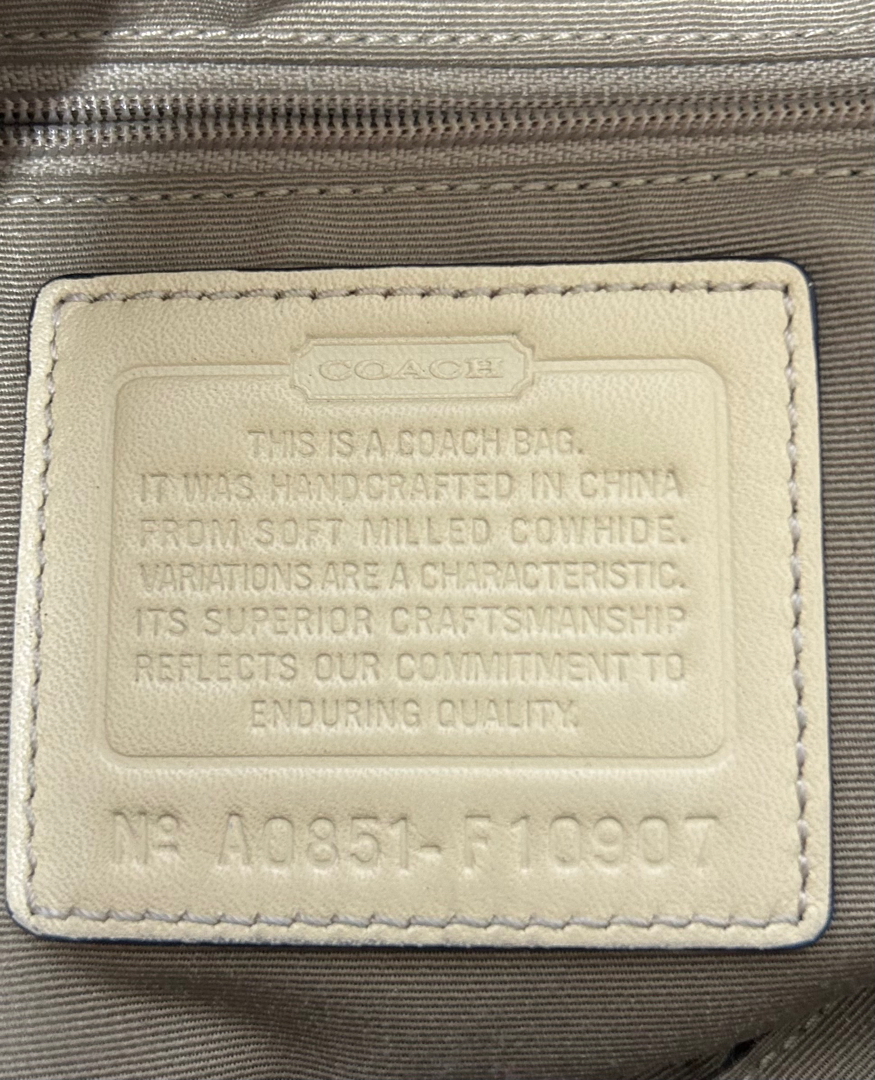 COACH
THIS IS A COACH BAG.
IT WAS HANDCRAFTED IN CHINA
FROM SOFT MILLED COWHIDE.
VARIATIONS ARE A CHARACTERISTIC.
ITS SUPERIOR CRAFTSMANSHIP
REFLECTS OUR COMMITMENT TO
ENDURING QUALITY.
Nº A0851-F10907